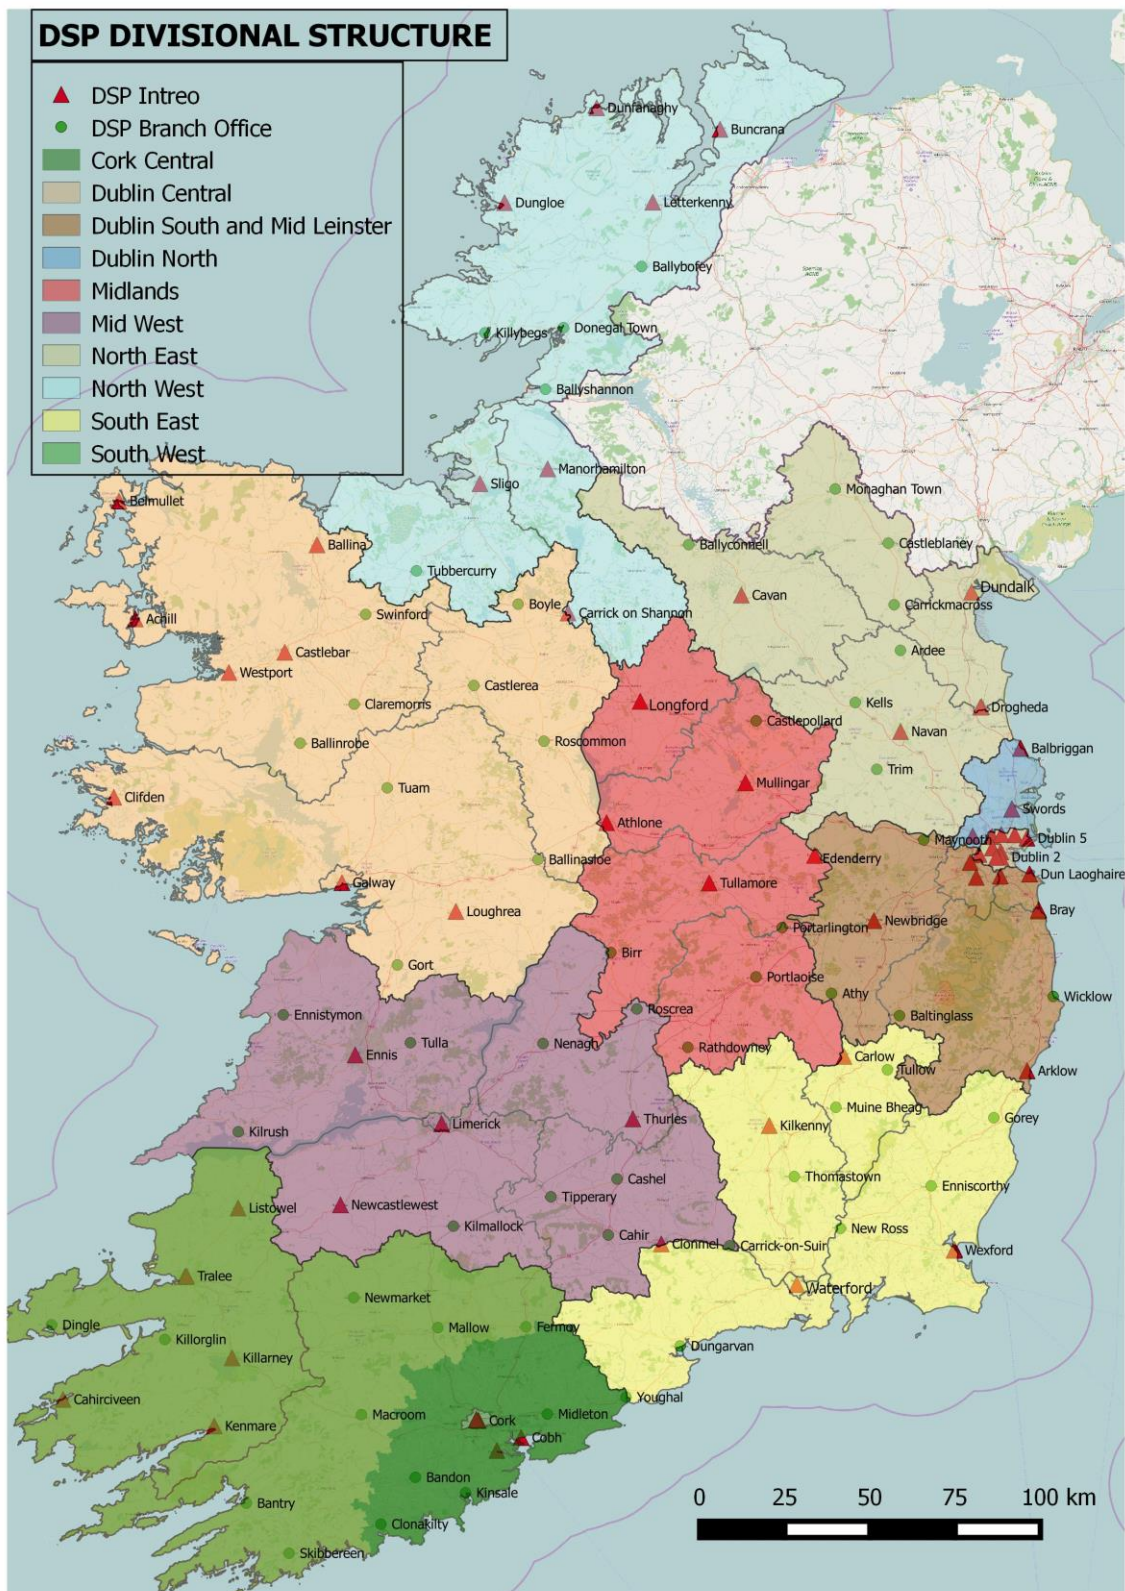 DSP DIVISIONAL STRUCTURE
DSP Intreo
DSP Branch Office
Cork Central
Dublin Central
Dublin South and Mid Leinster
Dublin North
Midlands
Mid West
North East
North West
South East
South West
Dunfanaghy
Buncrana
Dungloe
Letterkenny
Ballybofey
Killybegs
Donegal Town
Ballyshannon
Manorhamilton
Sligo
Monaghan Town
Belmullet
Ballina
Ballyconnell
Castleblaney
Tubbercurry
Dundalk
Cavan
Boyle
Carrickmacross
Swinford
Carrick on Shannon
Achill
Castlebar
Ardee
Westport
Castlerea
Claremorris
Longford
Kells
Drogheda
Castlepollard
Navan
Ballinrobe
Roscommon
Balbriggan
Trim
Mullingar
Tuam
Clifden
Swords
Athlone
Maynooth
Dublin 5
Ballinasloe
Edenderry
Dublin 2
Galway
Tullamore
Dun Laoghaire
Loughrea
Newbridge
Bray
Portarlington
Birr
Gort
Portlaoise
Athy
Wicklow
Ennistymon
Roscrea
Baltinglass
Tulla
Nenagh
Rathdowney
Ennis
Carlow
Tullow
Arklow
Muine Bheag
Kilrush
Limerick
Thurles
Kilkenny
Gorey
Cashel
Thomastown
Enniscorthy
Tipperary
Listowel
Newcastlewest
Kilmallock
Cahir
New Ross
Clonmel
Carrick-on-Suir
Wexford
Tralee
Waterford
Newmarket
Dingle
Killorglin
Mallow
Fermoy
Dungarvan
Killarney
Cahirciveen
Youghal
Kenmare
Macroom
Cork
Midleton
Cobh
Bandon
Kinsale
Bantry
Clonakilty
Skibbereen
0 25 50 75 100 km